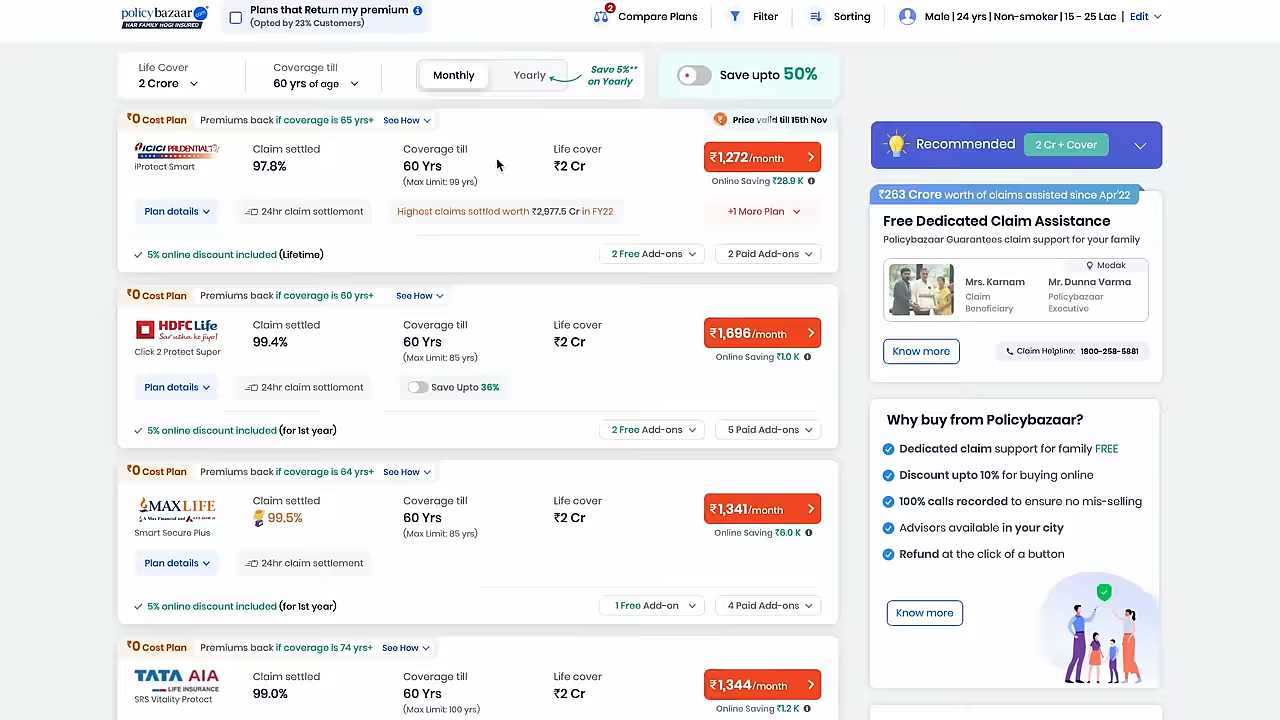 policybazaar
HAR FAMILY HOGI INSURED
Plans that Return my premium
(Opted by 23% Customers)
2
Compare Plans
Filter
Sorting
Male | 24 yrs | Non-smoker | 15 - 25 Lac | Edit
Life Cover
2 Crore
Coverage till
60 yrs of age
Monthly
Yearly
Save 5%**
on Yearly
Save upto 50%
₹0 Cost Plan
Premiums back if coverage is 65 yrs+ See How
Price valid till 15th Nov
ICICI PRUDENTIAL
LIFE INSURANCE
iProtect Smart
Claim settled
97.8%
Coverage till
60 Yrs
(Max Limit: 99 yrs)
Life cover
₹2 Cr
₹1,272/month
Online Saving ₹28.9 K
Plan details
24hr claim settlement
Highest claims settled worth ₹2,977.5 Cr in FY22
+1 More Plan
5% online discount included (Lifetime)
2 Free Add-ons
2 Paid Add-ons
₹0 Cost Plan
Premiums back if coverage is 60 yrs+ See How
HDFC Life
Sar utha ke jiyo!
Click 2 Protect Super
Claim settled
99.4%
Coverage till
60 Yrs
(Max Limit: 85 yrs)
Life cover
₹2 Cr
₹1,696/month
Online Saving ₹1.0 K
Plan details
24hr claim settlement
Save Upto 36%
5% online discount included (for 1st year)
2 Free Add-ons
5 Paid Add-ons
₹0 Cost Plan
Premiums back if coverage is 64 yrs+ See How
MAX LIFE
A Max Financial and AXIS BANK JV
Smart Secure Plus
Claim settled
99.5%
Coverage till
60 Yrs
(Max Limit: 85 yrs)
Life cover
₹2 Cr
₹1,341/month
Online Saving ₹6.0 K
Plan details
24hr claim settlement
5% online discount included (for 1st year)
1 Free Add-on
4 Paid Add-ons
₹0 Cost Plan
Premiums back if coverage is 74 yrs+ See How
TATA AIA
LIFE INSURANCE
SRS Vitality Protect
Claim settled
99.0%
Coverage till
60 Yrs
(Max Limit: 100 yrs)
Life cover
₹2 Cr
₹1,344/month
Online Saving ₹1.2 K
Recommended
2 Cr + Cover
₹263 Crore worth of claims assisted since Apr'22
Free Dedicated Claim Assistance
Policybazaar Guarantees claim support for your family
Medak
Mrs. Karnam
Claim
Beneficiary
Mr. Dunna Varma
Policybazaar
Executive
Know more
Claim Helpline: 1800-258-5881
Why buy from Policybazaar?
Dedicated claim support for family FREE
Discount upto 10% for buying online
100% calls recorded to ensure no mis-selling
Advisors available in your city
Refund at the click of a button
Know more